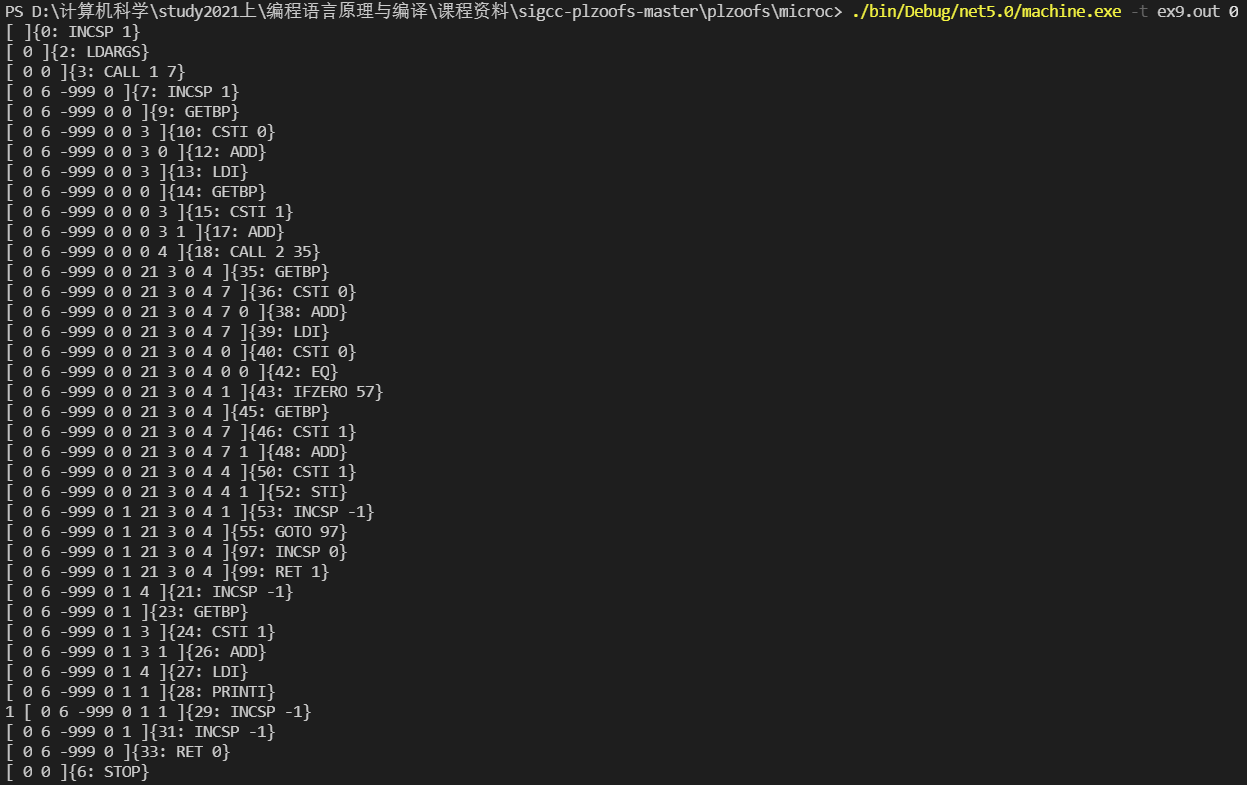 PS D:\计算机科学\study2021上\编程语言原理与编译\课程资料\sigcc-plzoofs-master\plzoofs\microc> ./bin/Debug/net5.0/machine.exe -t ex9.out 0
[ ]{0: INCSP 1}
[ 0 ]{2: LDARGS}
[ 0 0 ]{3: CALL 1 7}
[ 0 6 -999 0 ]{7: INCSP 1}
[ 0 6 -999 0 0 ]{9: GETBP}
[ 0 6 -999 0 0 3 ]{10: CSTI 0}
[ 0 6 -999 0 0 3 0 ]{12: ADD}
[ 0 6 -999 0 0 3 ]{13: LDI}
[ 0 6 -999 0 0 0 ]{14: GETBP}
[ 0 6 -999 0 0 0 3 ]{15: CSTI 1}
[ 0 6 -999 0 0 0 3 1 ]{17: ADD}
[ 0 6 -999 0 0 0 4 ]{18: CALL 2 35}
[ 0 6 -999 0 0 21 3 0 4 ]{35: GETBP}
[ 0 6 -999 0 0 21 3 0 4 7 ]{36: CSTI 0}
[ 0 6 -999 0 0 21 3 0 4 7 0 ]{38: ADD}
[ 0 6 -999 0 0 21 3 0 4 7 ]{39: LDI}
[ 0 6 -999 0 0 21 3 0 4 0 ]{40: CSTI 0}
[ 0 6 -999 0 0 21 3 0 4 0 0 ]{42: EQ}
[ 0 6 -999 0 0 21 3 0 4 1 ]{43: IFZERO 57}
[ 0 6 -999 0 0 21 3 0 4 ]{45: GETBP}
[ 0 6 -999 0 0 21 3 0 4 7 ]{46: CSTI 1}
[ 0 6 -999 0 0 21 3 0 4 7 1 ]{48: ADD}
[ 0 6 -999 0 0 21 3 0 4 4 ]{50: CSTI 1}
[ 0 6 -999 0 0 21 3 0 4 4 1 ]{52: STI}
[ 0 6 -999 0 1 21 3 0 4 1 ]{53: INCSP -1}
[ 0 6 -999 0 1 21 3 0 4 ]{55: GOTO 97}
[ 0 6 -999 0 1 21 3 0 4 ]{97: INCSP 0}
[ 0 6 -999 0 1 21 3 0 4 ]{99: RET 1}
[ 0 6 -999 0 1 4 ]{21: INCSP -1}
[ 0 6 -999 0 1 ]{23: GETBP}
[ 0 6 -999 0 1 3 ]{24: CSTI 1}
[ 0 6 -999 0 1 3 1 ]{26: ADD}
[ 0 6 -999 0 1 4 ]{27: LDI}
[ 0 6 -999 0 1 1 ]{28: PRINTI}
1 [ 0 6 -999 0 1 1 ]{29: INCSP -1}
[ 0 6 -999 0 1 ]{31: INCSP -1}
[ 0 6 -999 0 ]{33: RET 0}
[ 0 0 ]{6: STOP}